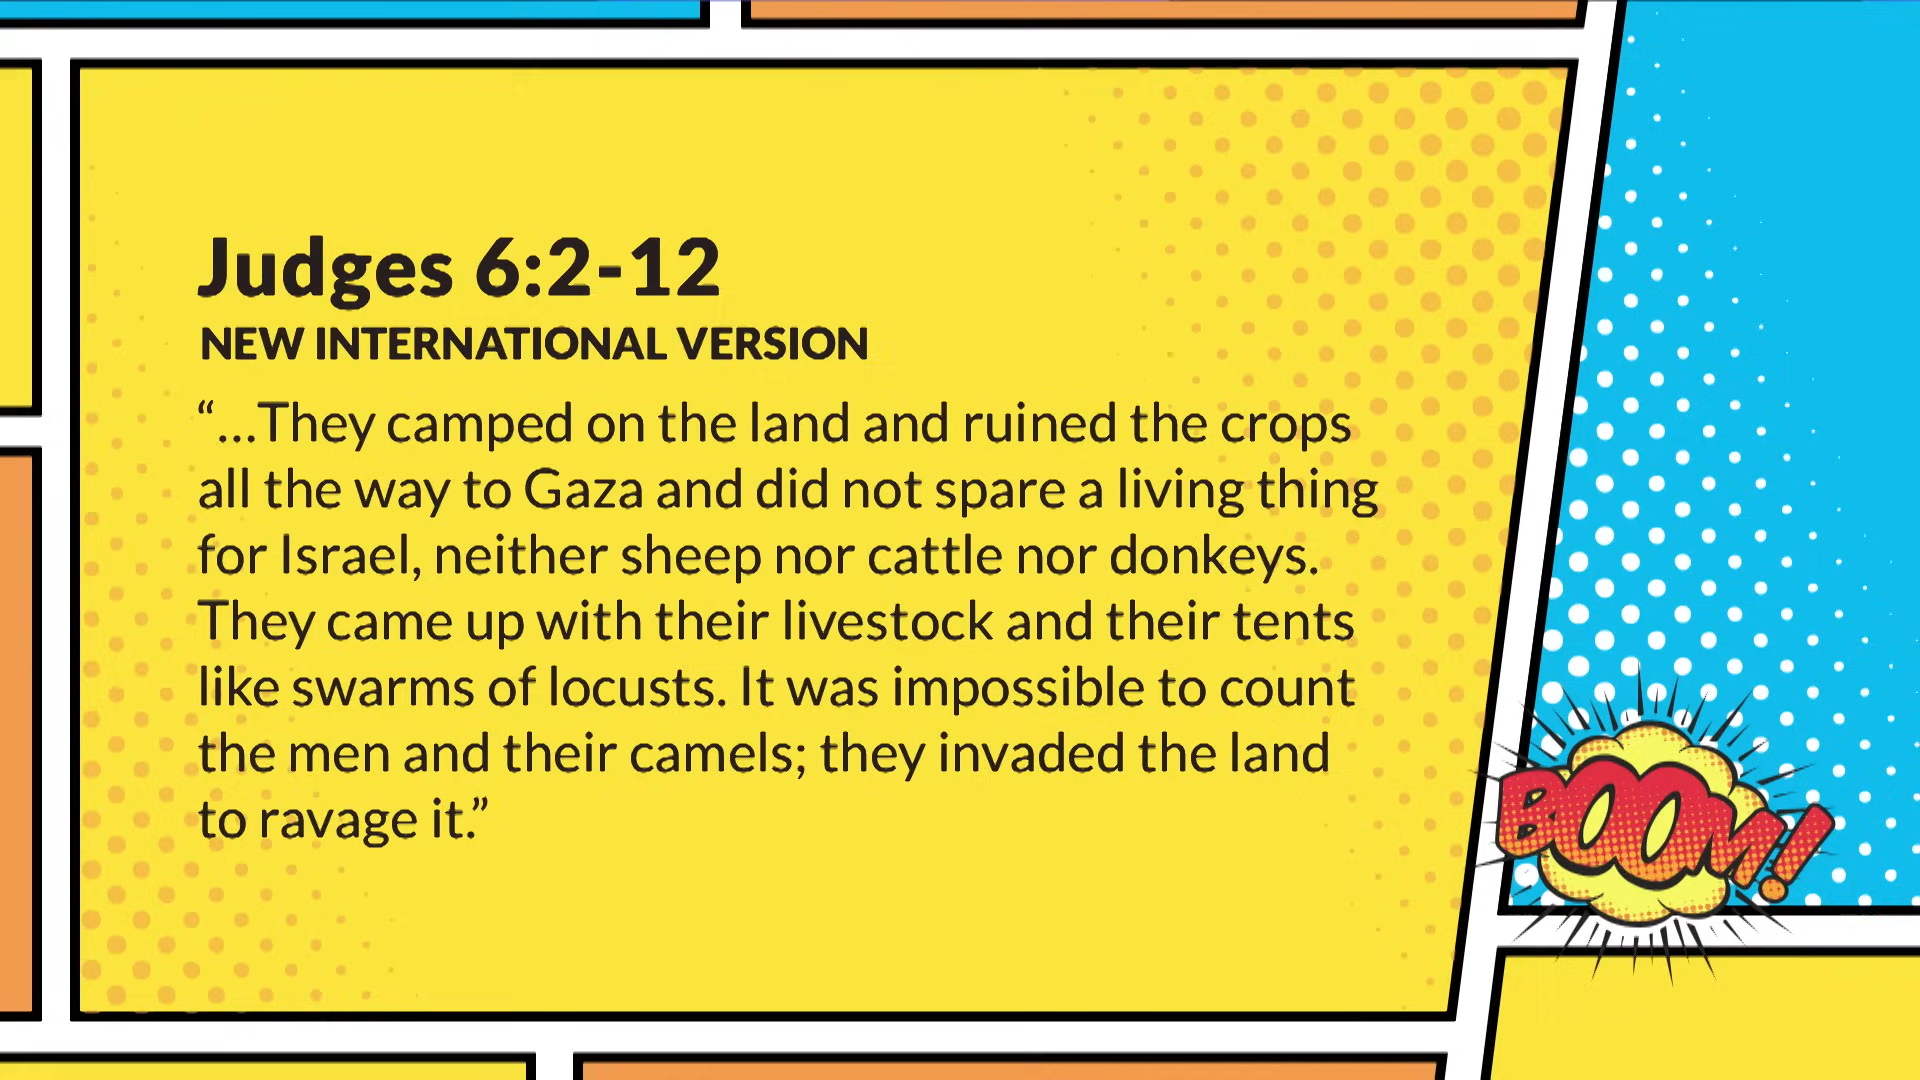 Judges 6:2-12
NEW INTERNATIONAL VERSION
“...They camped on the land and ruined the crops
all the way to Gaza and did not spare a living thing
for Israel, neither sheep nor cattle nor donkeys.
They came up with their livestock and their tents
like swarms of locusts. It was impossible to count
the men and their camels; they invaded the land
to ravage it.”
BOOM!